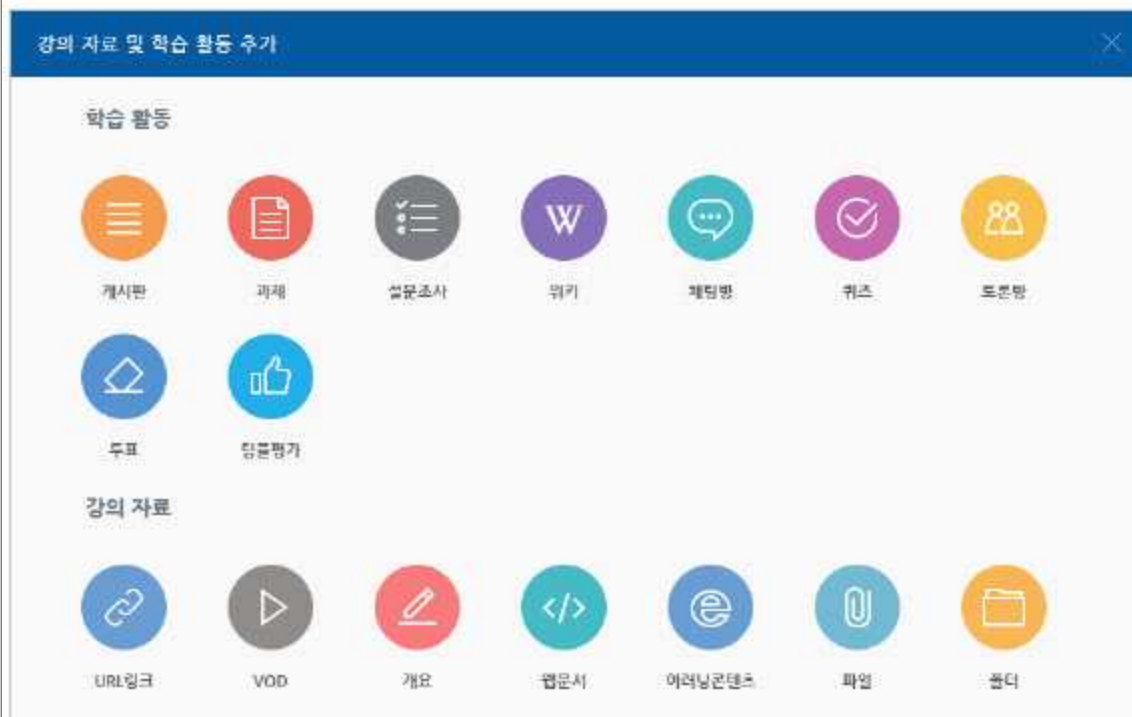 강의 자료 및 학습 활동 추가
학습 활동
게시판 과제 설문조사 위키 채팅방 퀴즈 토론방
투표 팀플평가
강의 자료
URL링크 VOD 개요 웹문서 이러닝콘텐츠 파일 폴더